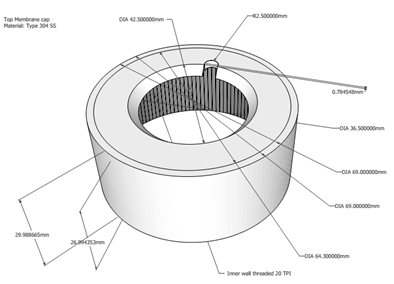 Top Membrane cap
Material: Type 304 SS
DIA 42.500000mm
R2.500000mm
0.784548mm
DIA 36.500000mm
DIA 69.000000mm
DIA 69.000000mm
DIA 64.300000mm
29.988665mm
26.994353mm
Inner wall threaded 20 TPI